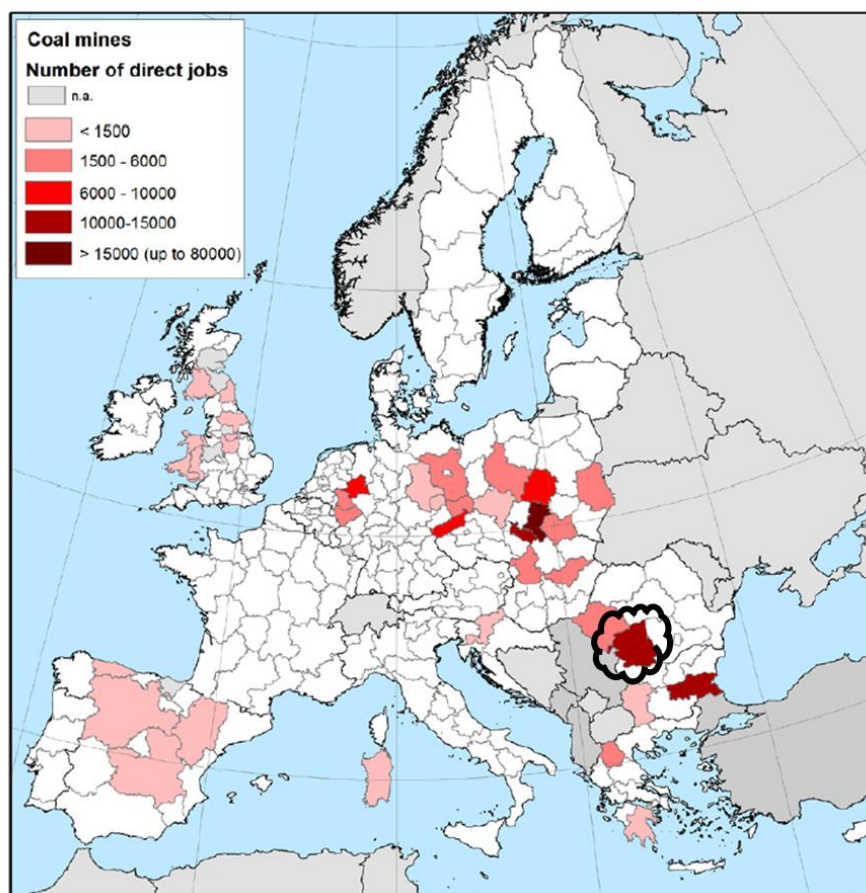 Coal mines
Number of direct jobs
n.a.
< 1500
1500 - 6000
6000 - 10000
10000-15000
> 15000 (up to 80000)